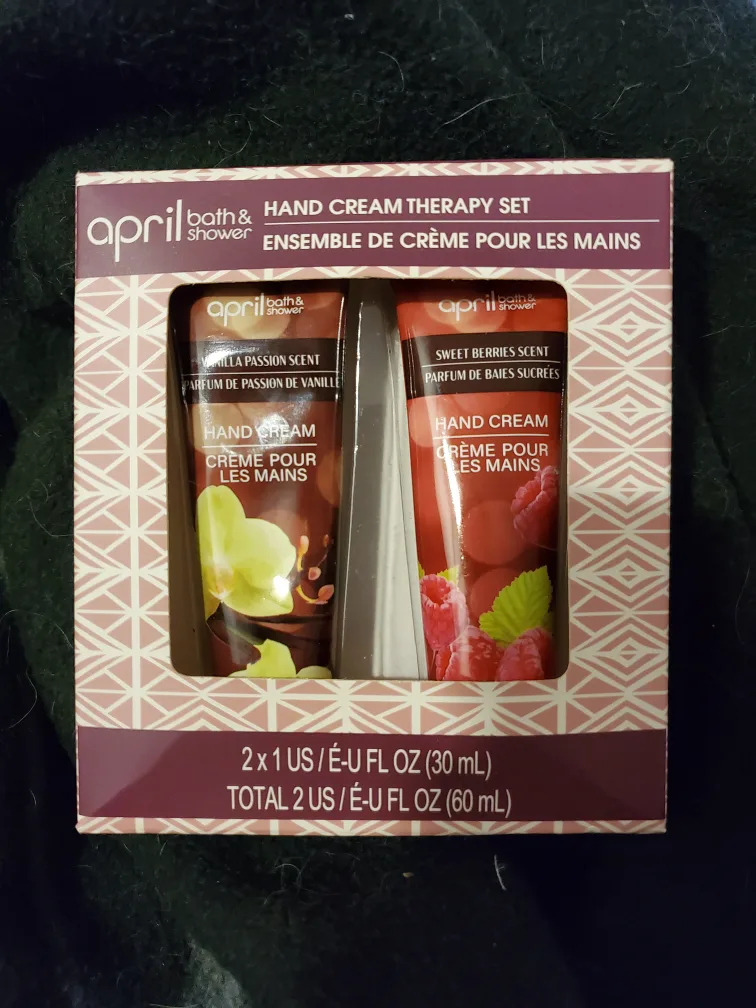 april bath & shower
HAND CREAM THERAPY SET
ENSEMBLE DE CRÈME POUR LES MAINS
april bath & shower
VANILLA PASSION SCENT
PARFUM DE PASSION DE VANILLE
HAND CREAM
CRÈME POUR
LES MAINS
april bath & shower
SWEET BERRIES SCENT
PARFUM DE BAIES SUCRÉES
HAND CREAM
CRÈME POUR
LES MAINS
2 x 1 US / É-U FL OZ (30 mL)
TOTAL 2 US / É-U FL OZ (60 mL)